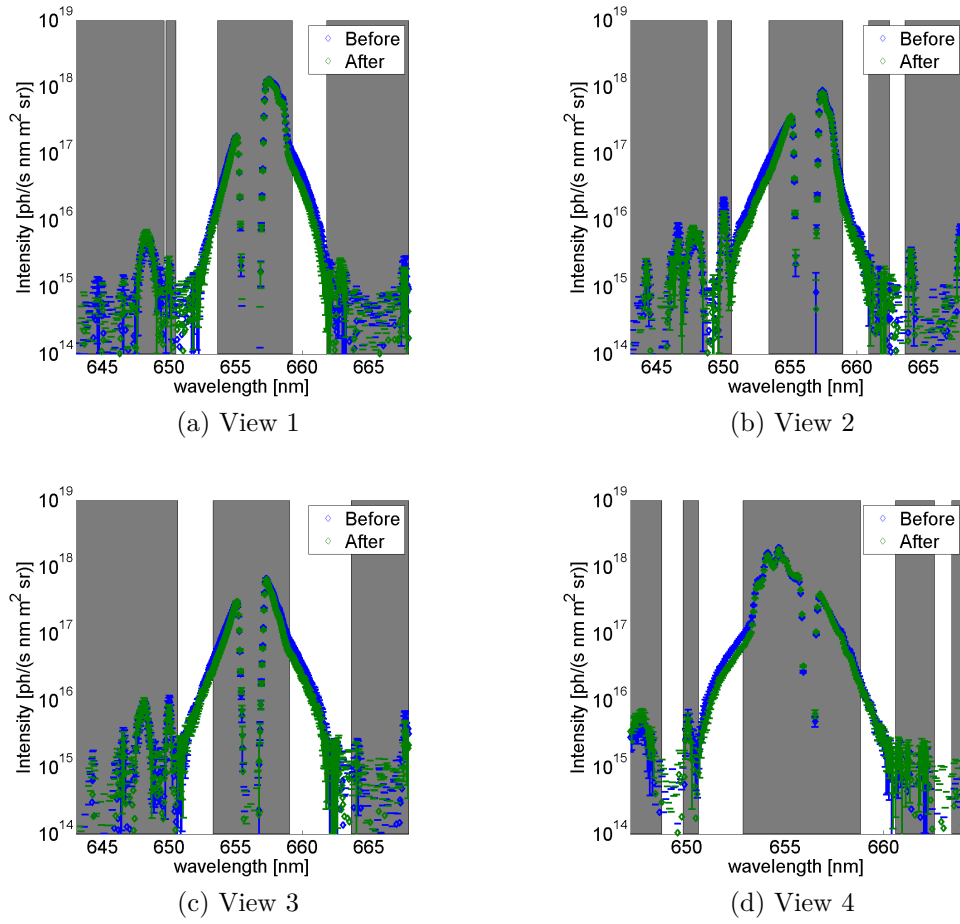 10^19
10^18
10^17
10^16
10^15
10^14
Intensity [ph/(s nm m^2 sr)]
Before
After
645 650 655 660 665
wavelength [nm]
(a) View 1
10^19
10^18
10^17
10^16
10^15
10^14
Intensity [ph/(s nm m^2 sr)]
Before
After
645 650 655 660 665
wavelength [nm]
(b) View 2
10^19
10^18
10^17
10^16
10^15
10^14
Intensity [ph/(s nm m^2 sr)]
Before
After
645 650 655 660 665
wavelength [nm]
(c) View 3
10^19
10^18
10^17
10^16
10^15
10^14
Intensity [ph/(s nm m^2 sr)]
Before
After
650 655 660
wavelength [nm]
(d) View 4